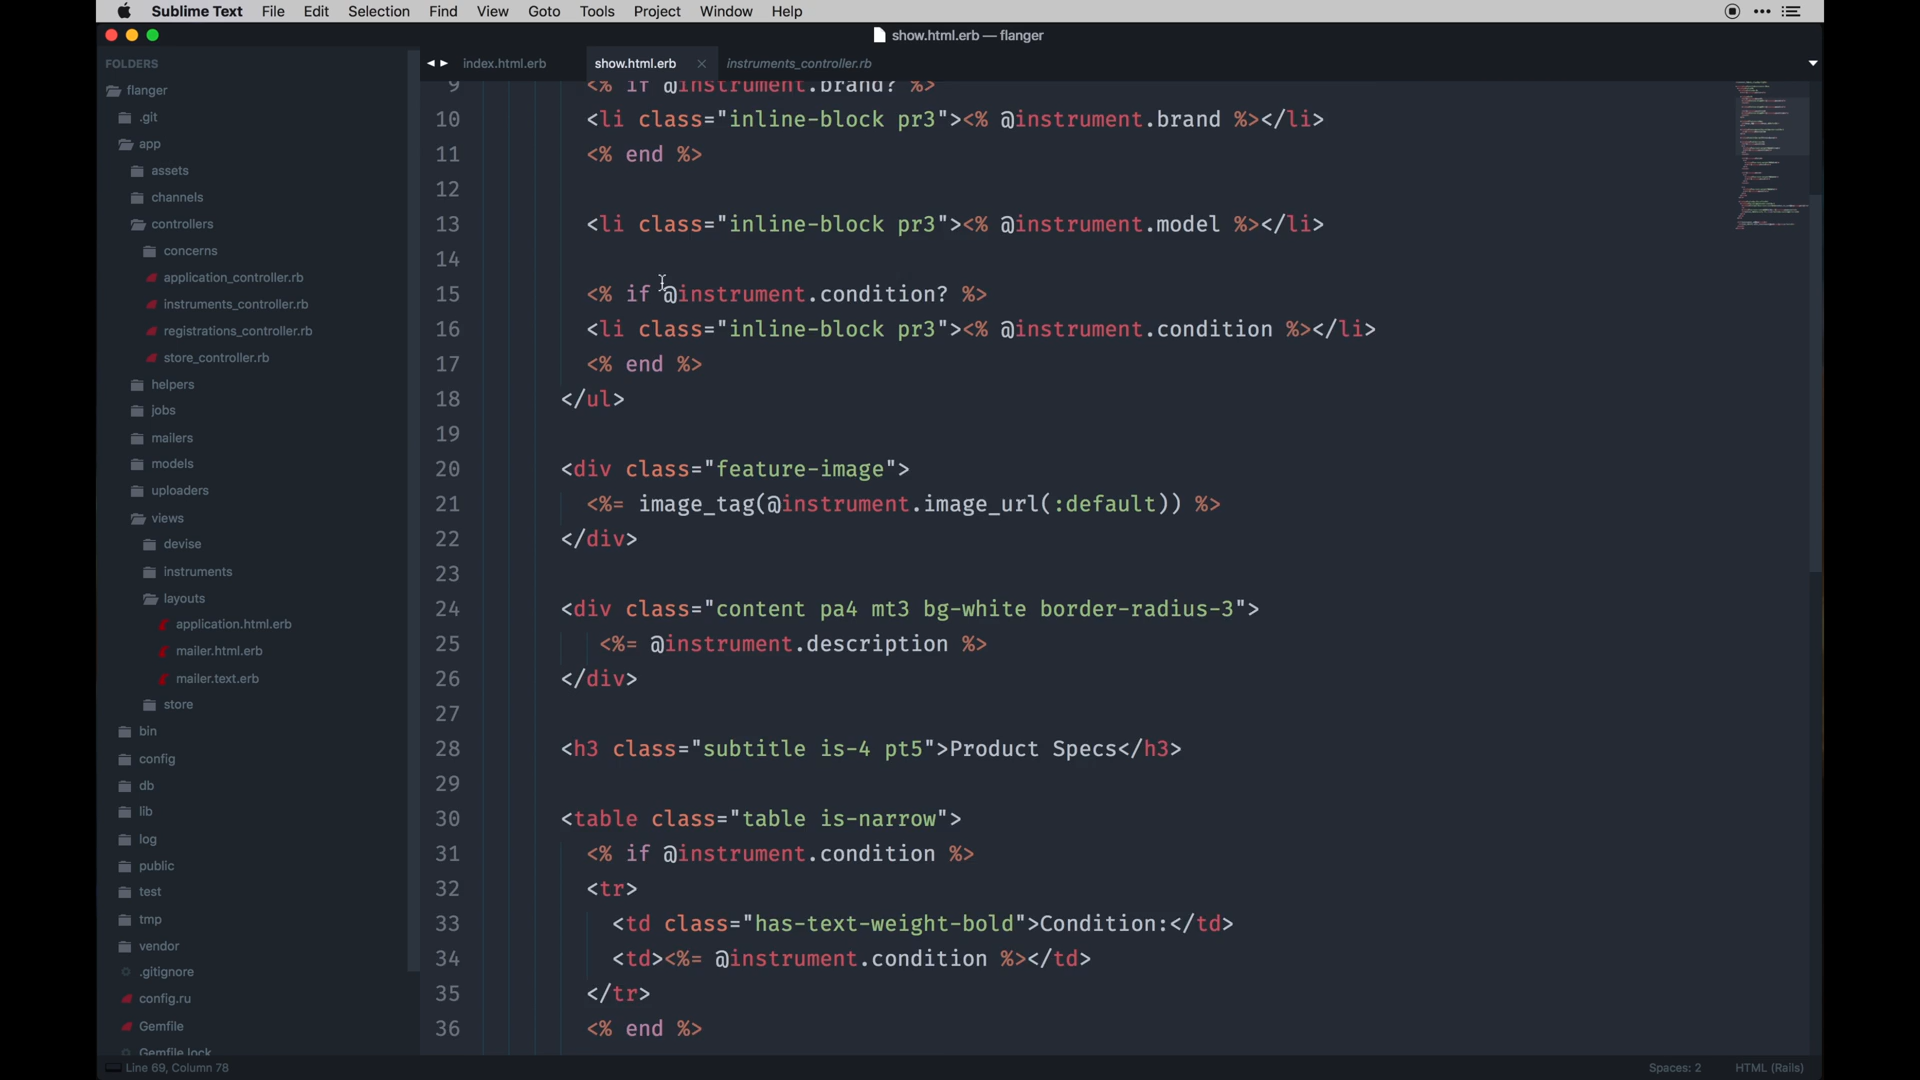 Sublime Text File Edit Selection Find View Goto Tools Project Window Help
show.html.erb — flanger
FOLDERS
flanger
.git
app
assets
channels
controllers
concerns
application_controller.rb
instruments_controller.rb
registrations_controller.rb
store_controller.rb
helpers
jobs
mailers
models
uploaders
views
devise
instruments
layouts
application.html.erb
mailer.html.erb
mailer.text.erb
store
bin
config
db
lib
log
public
test
tmp
vendor
.gitignore
config.ru
Gemfile
Gemfile.lock
index.html.erb show.html.erb instruments_controller.rb
9 <% if @instrument.brand? %>
10 <li class="inline-block pr3"><% @instrument.brand %></li>
11 <% end %>
12
13 <li class="inline-block pr3"><% @instrument.model %></li>
14
15 <% if @instrument.condition? %>
16 <li class="inline-block pr3"><% @instrument.condition %></li>
17 <% end %>
18 </ul>
19
20 <div class="feature-image">
21 <%= image_tag(@instrument.image_url(:default)) %>
22 </div>
23
24 <div class="content pa4 mt3 bg-white border-radius-3">
25 <%= @instrument.description %>
26 </div>
27
28 <h3 class="subtitle is-4 pt5">Product Specs</h3>
29
30 <table class="table is-narrow">
31 <% if @instrument.condition %>
32 <tr>
33 <td class="has-text-weight-bold">Condition:</td>
34 <td><%= @instrument.condition %></td>
35 </tr>
36 <% end %>
Line 69, Column 78
Spaces: 2 HTML (Rails)